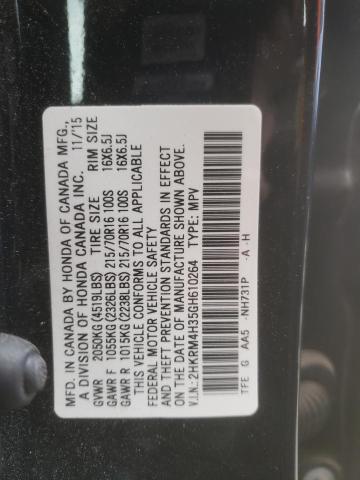 MFD. IN CANADA BY HONDA OF CANADA MFG.,
A DIVISION OF HONDA CANADA INC. 11/15
TIRE SIZE RIM SIZE
GVWR 2050KG (4519LBS)
GAWR F 1055KG (2326LBS) 215/70R16 100S 16X6.5J
GAWR R 1015KG (2238LBS) 215/70R16 100S 16X6.5J
THIS VEHICLE CONFORMS TO ALL APPLICABLE
FEDERAL MOTOR VEHICLE SAFETY
AND THEFT PREVENTION STANDARDS IN EFFECT
ON THE DATE OF MANUFACTURE SHOWN ABOVE.
V.I.N.: 2HKRM4H35GH610264 TYPE: MPV
TFE G AA5 -NH731P -A -H